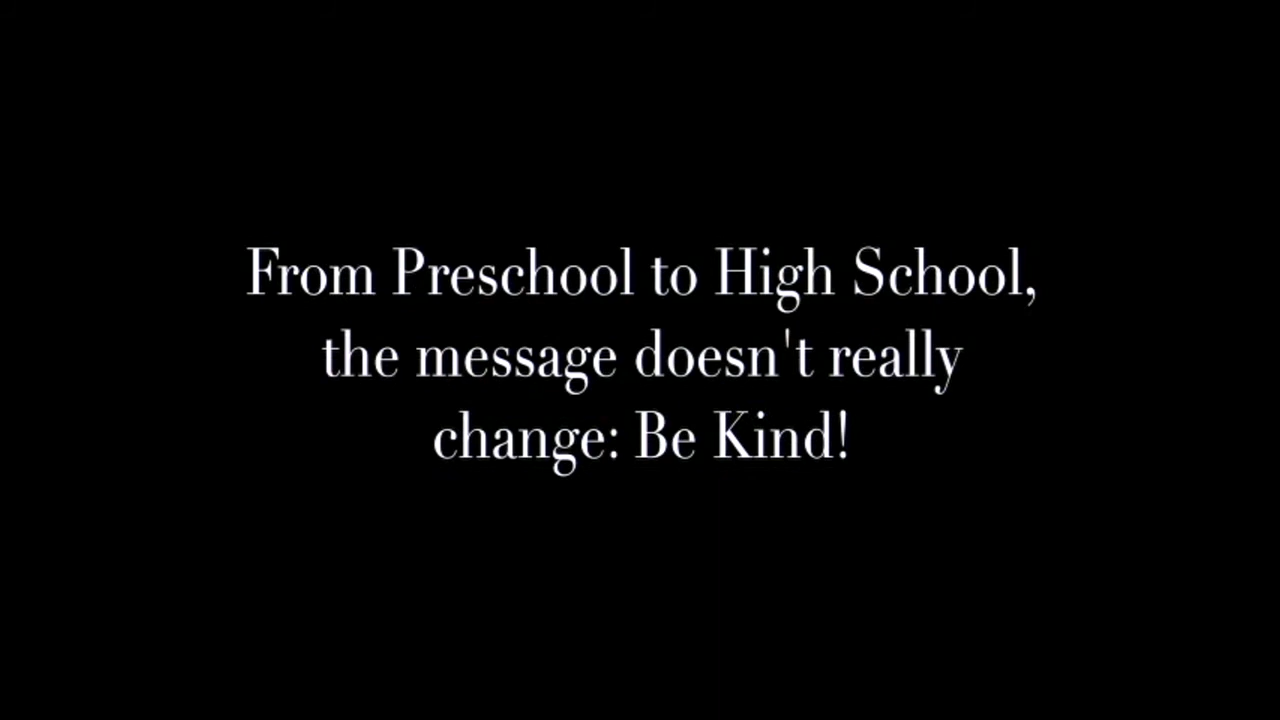 From Preschool to High School,
the message doesn't really
change: Be Kind!